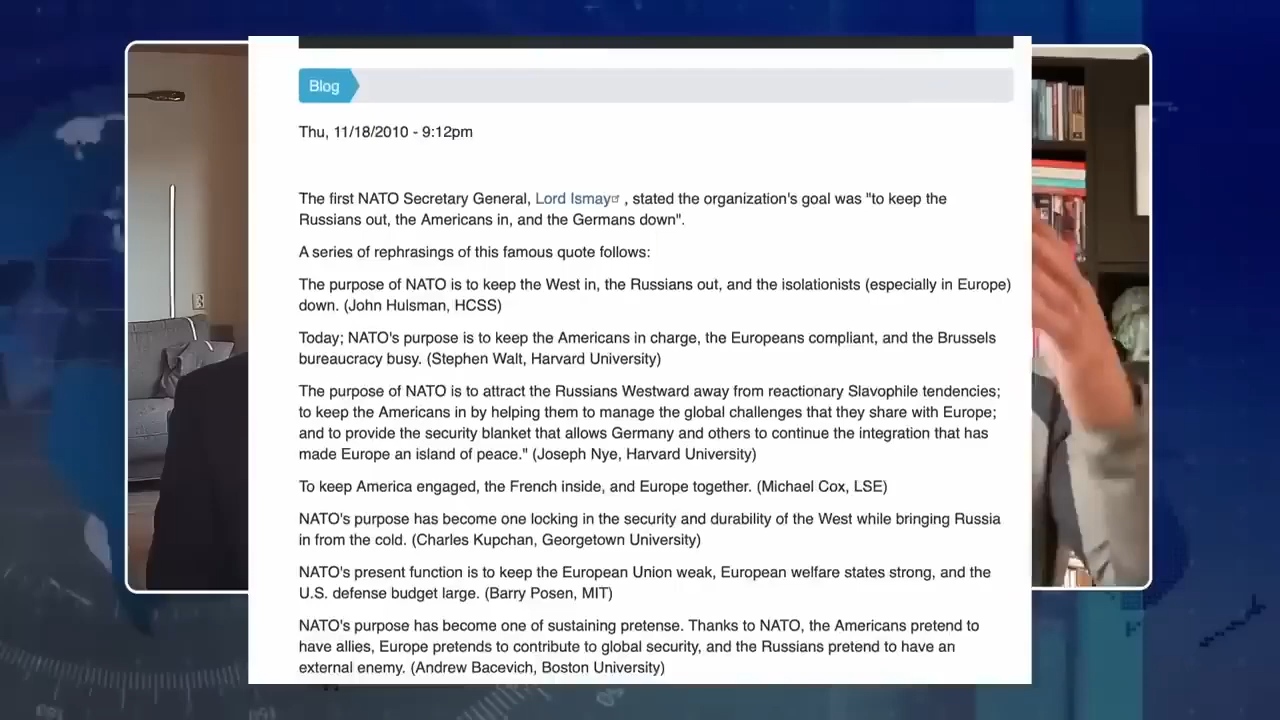 Blog
Thu, 11/18/2010 - 9:12pm
The first NATO Secretary General, Lord Ismay , stated the organization's goal was "to keep the
Russians out, the Americans in, and the Germans down".
A series of rephrasings of this famous quote follows:
The purpose of NATO is to keep the West in, the Russians out, and the isolationists (especially in Europe)
down. (John Hulsman, HCSS)
Today; NATO's purpose is to keep the Americans in charge, the Europeans compliant, and the Brussels
bureaucracy busy. (Stephen Walt, Harvard University)
The purpose of NATO is to attract the Russians Westward away from reactionary Slavophile tendencies;
to keep the Americans in by helping them to manage the global challenges that they share with Europe;
and to provide the security blanket that allows Germany and others to continue the integration that has
made Europe an island of peace." (Joseph Nye, Harvard University)
To keep America engaged, the French inside, and Europe together. (Michael Cox, LSE)
NATO's purpose has become one locking in the security and durability of the West while bringing Russia
in from the cold. (Charles Kupchan, Georgetown University)
NATO's present function is to keep the European Union weak, European welfare states strong, and the
U.S. defense budget large. (Barry Posen, MIT)
NATO's purpose has become one of sustaining pretense. Thanks to NATO, the Americans pretend to
have allies, Europe pretends to contribute to global security, and the Russians pretend to have an
external enemy. (Andrew Bacevich, Boston University)